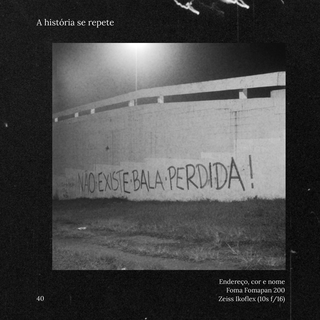 A história se repete
NÃO EXISTE BALA PERDIDA!
Endereço, cor e nome
Foma Fomapan 200
40
Zeiss Ikoflex (10s f/16)